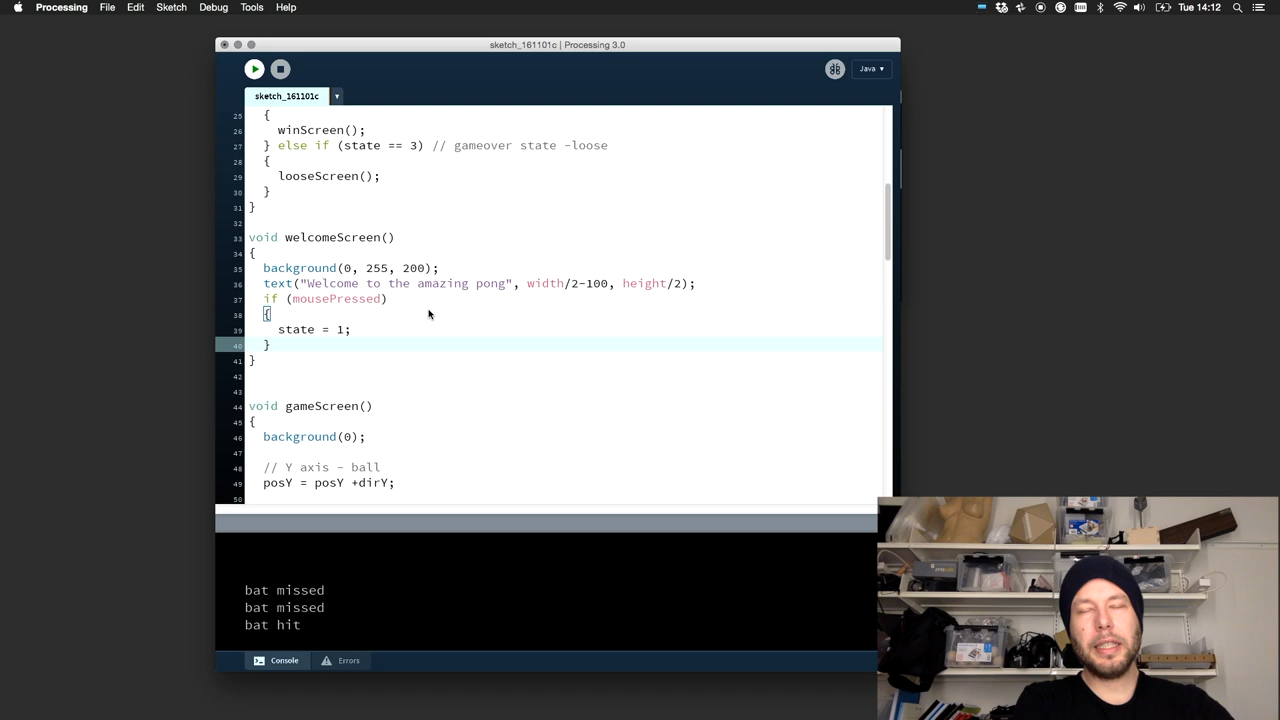 Processing File Edit Sketch Debug Tools Help Tue 14:12
sketch_161101c | Processing 3.0
Java ▾
sketch_161101c
25 {
26 winScreen();
27 } else if (state == 3) // gameover state -loose
28 {
29 looseScreen();
30 }
31 }
32
33 void welcomeScreen()
34 {
35 background(0, 255, 200);
36 text("Welcome to the amazing pong", width/2-100, height/2);
37 if (mousePressed)
38 {
39 state = 1;
40 }
41 }
42
43
44 void gameScreen()
45 {
46 background(0);
47
48 // Y axis - ball
49 posY = posY +dirY;
50
bat missed
bat missed
bat hit
Console Errors